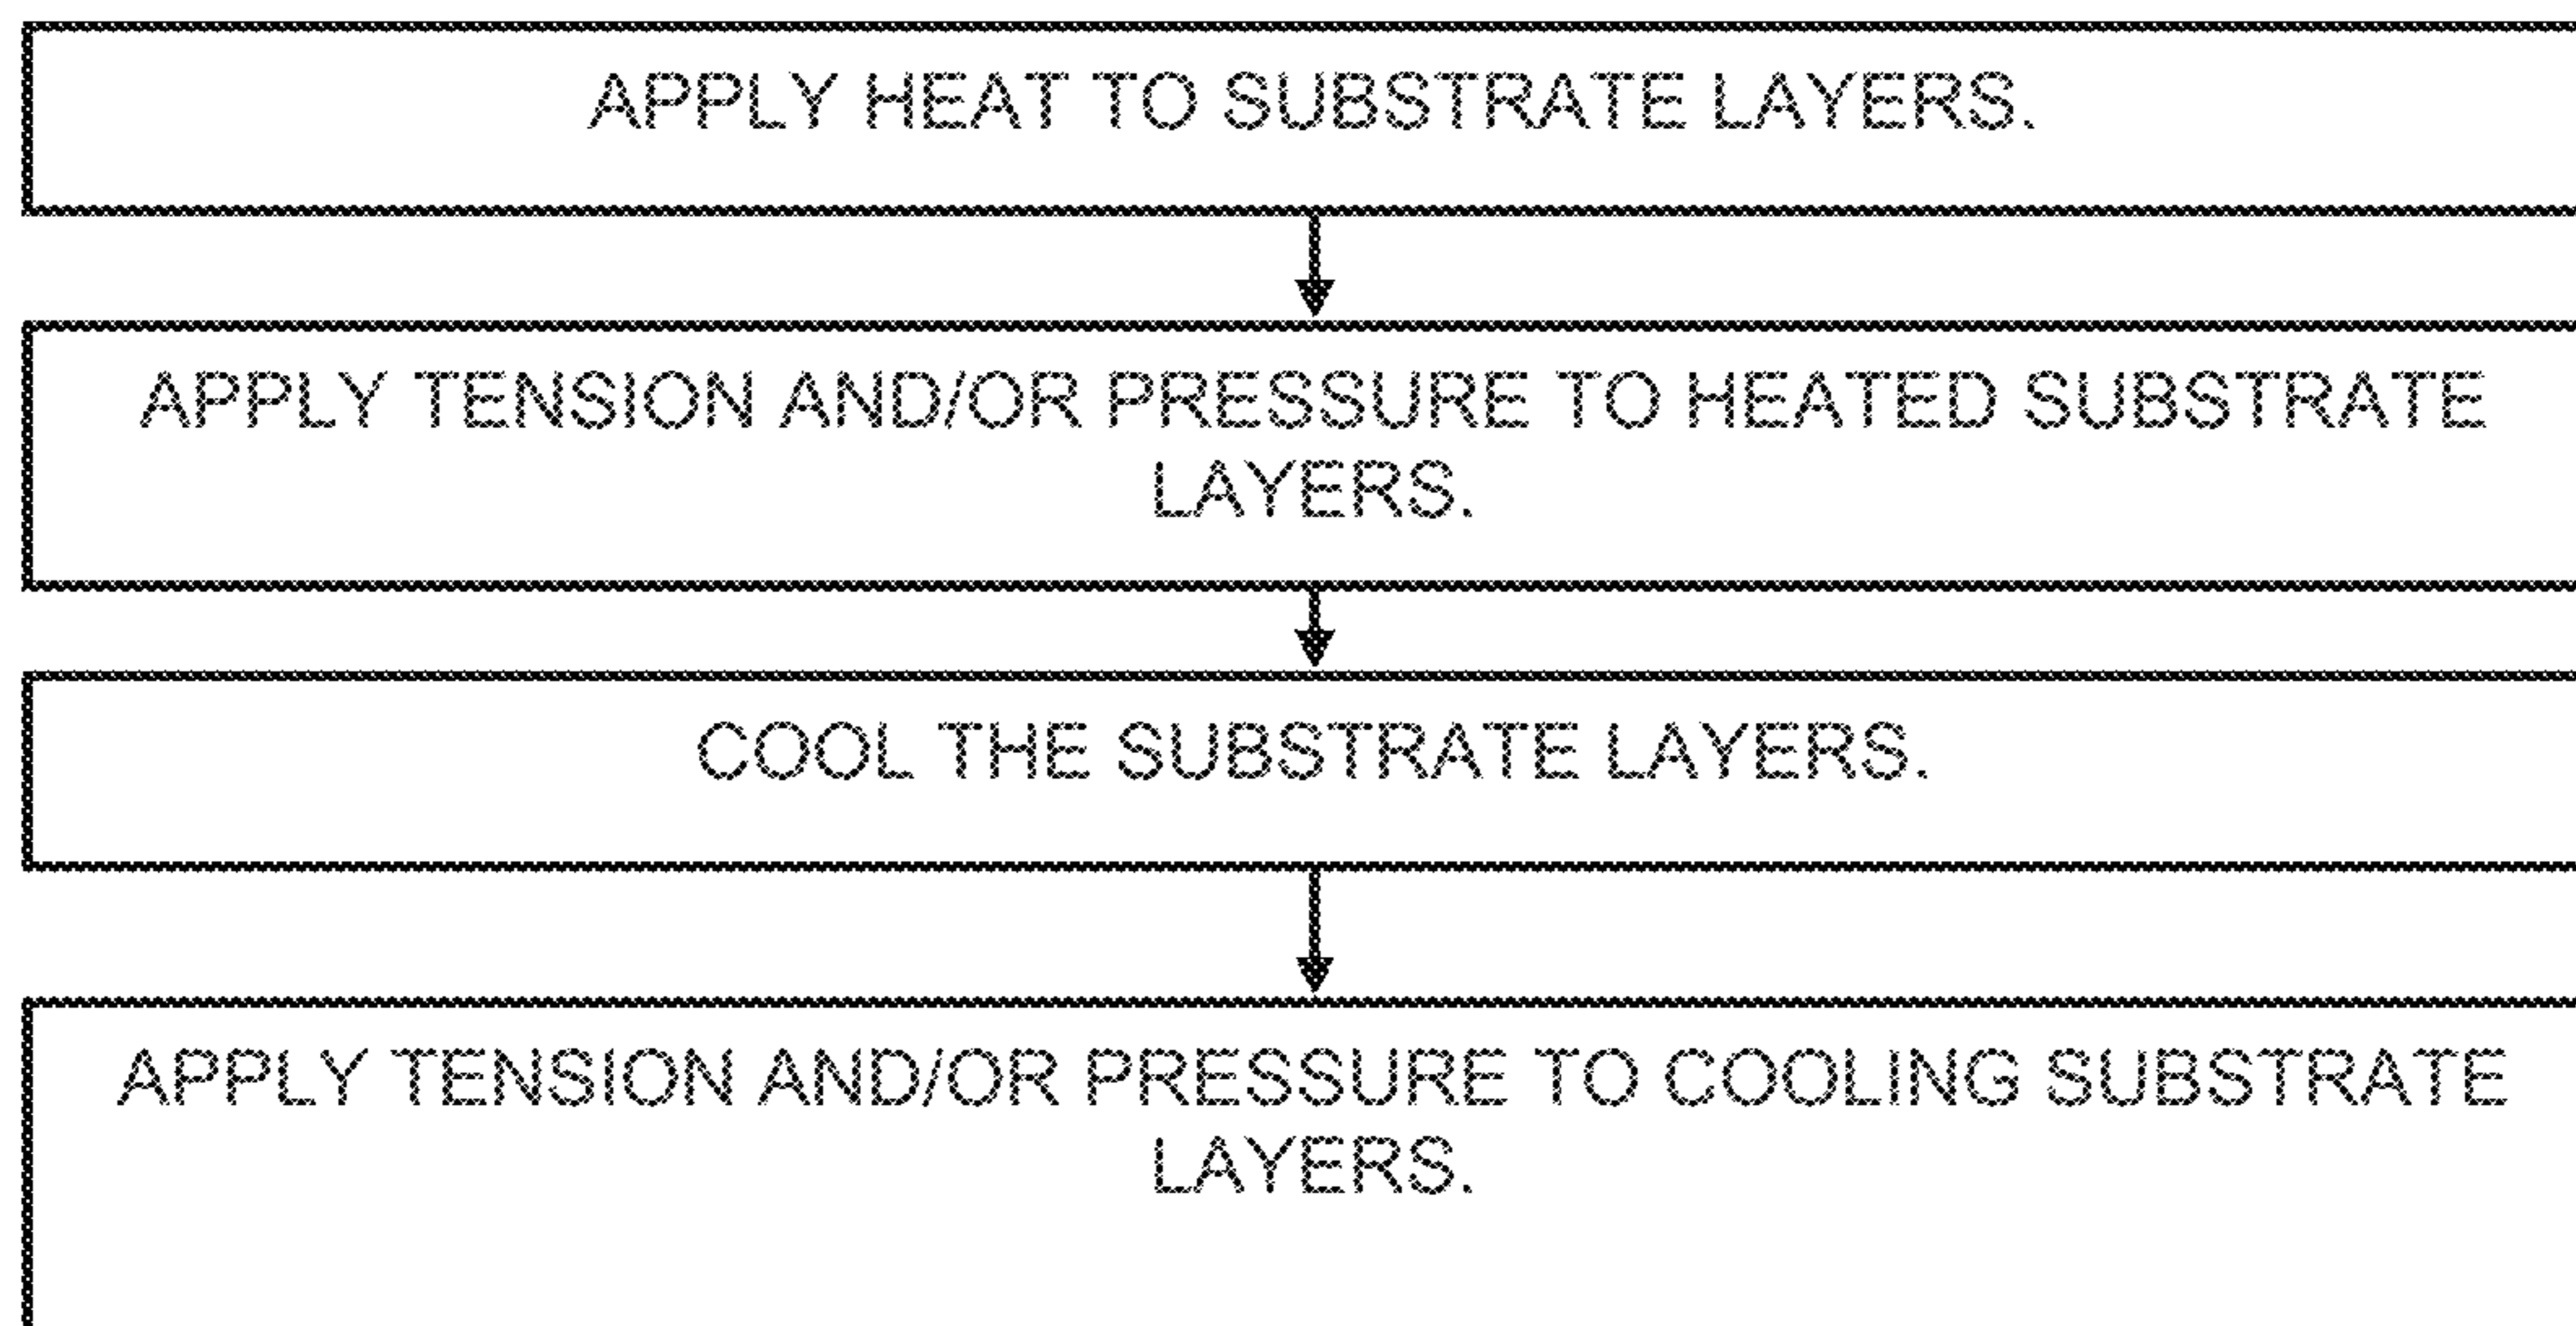 APPLY HEAT TO SUBSTRATE LAYERS.
APPLY TENSION AND/OR PRESSURE TO HEATED SUBSTRATE
LAYERS.
COOL THE SUBSTRATE LAYERS.
APPLY TENSION AND/OR PRESSURE TO COOLING SUBSTRATE
LAYERS.